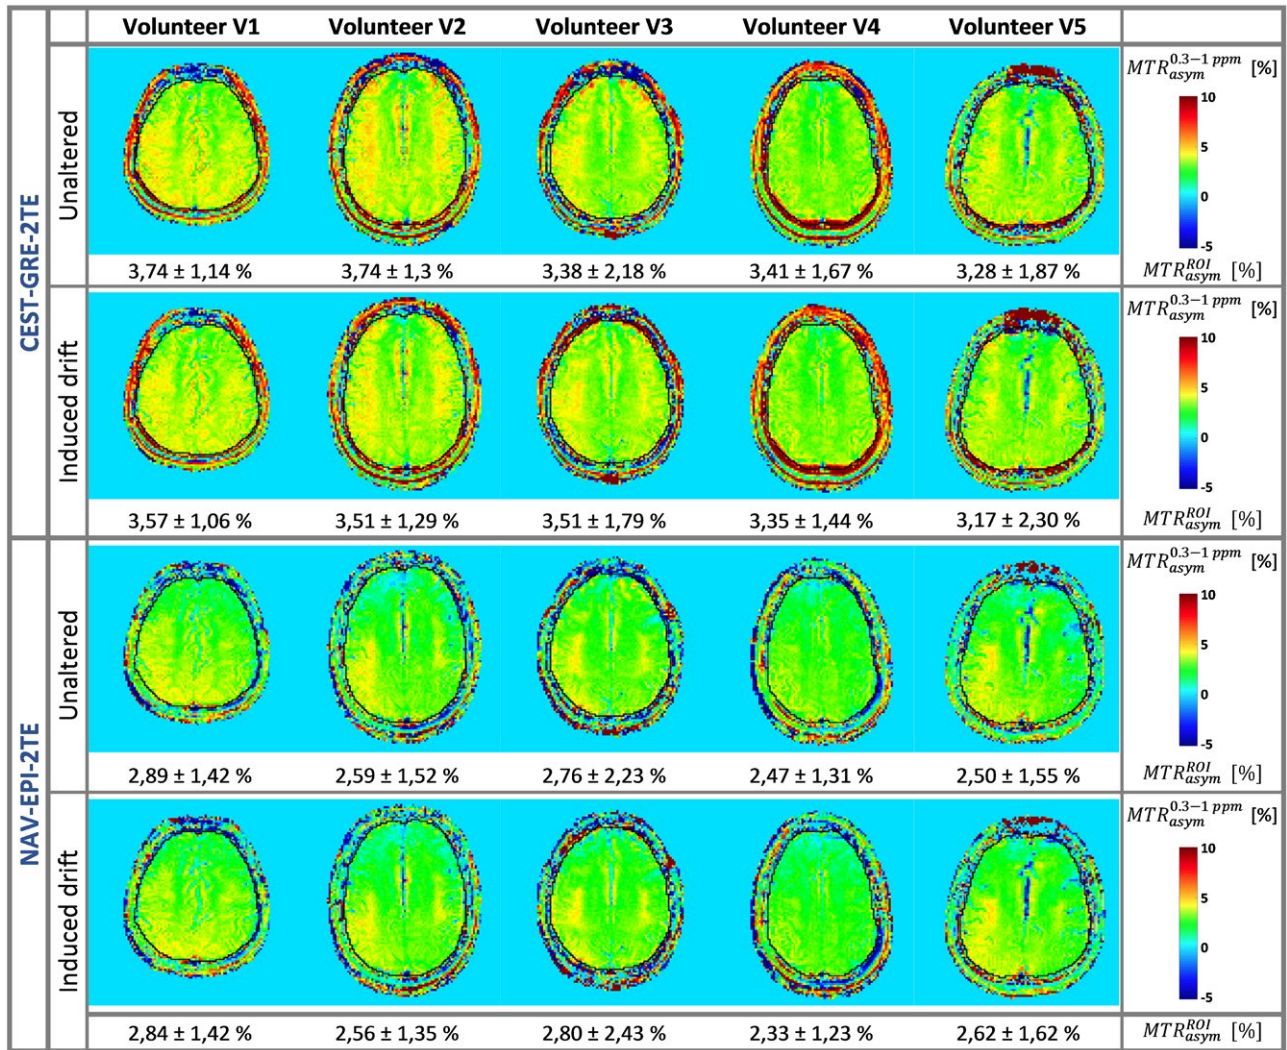 Volunteer V1 Volunteer V2 Volunteer V3 Volunteer V4 Volunteer V5
CEST-GRE-2TE
Unaltered
MTR_asym^0.3−1 ppm [%]
10
5
0
-5
3,74 ± 1,14 % 3,74 ± 1,3 % 3,38 ± 2,18 % 3,41 ± 1,67 % 3,28 ± 1,87 % MTR_asym^ROI [%]
Induced drift
MTR_asym^0.3−1 ppm [%]
10
5
0
-5
3,57 ± 1,06 % 3,51 ± 1,29 % 3,51 ± 1,79 % 3,35 ± 1,44 % 3,17 ± 2,30 % MTR_asym^ROI [%]
NAV-EPI-2TE
Unaltered
MTR_asym^0.3−1 ppm [%]
10
5
0
-5
2,89 ± 1,42 % 2,59 ± 1,52 % 2,76 ± 2,23 % 2,47 ± 1,31 % 2,50 ± 1,55 % MTR_asym^ROI [%]
Induced drift
MTR_asym^0.3−1 ppm [%]
10
5
0
-5
2,84 ± 1,42 % 2,56 ± 1,35 % 2,80 ± 2,43 % 2,33 ± 1,23 % 2,62 ± 1,62 % MTR_asym^ROI [%]